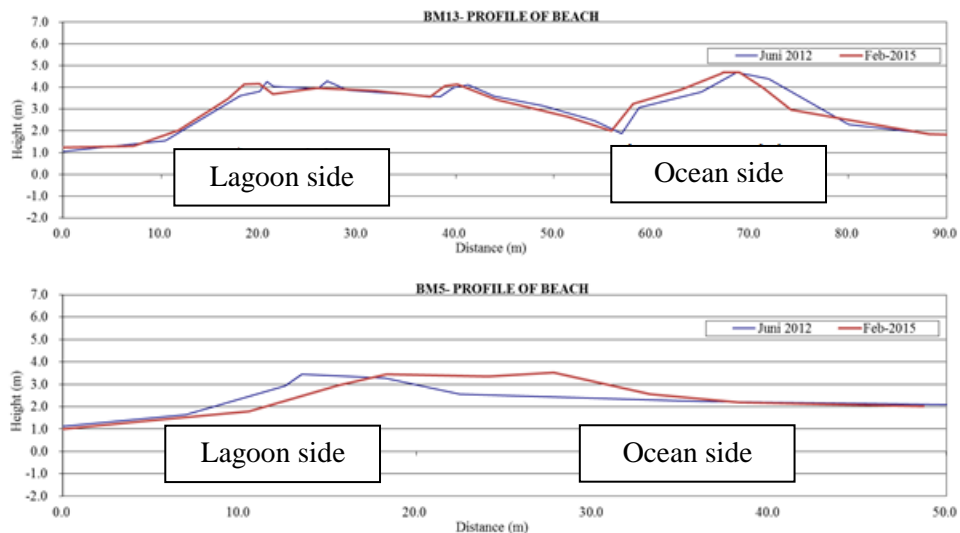 BM13- PROFILE OF BEACH
7.0
6.0
5.0
4.0
3.0
2.0
1.0
0.0
-1.0
-2.0
Height (m)
Juni 2012 Feb-2015
Lagoon side Ocean side
0.0 10.0 20.0 30.0 40.0 50.0 60.0 70.0 80.0 90.0
Distance (m)
BM5- PROFILE OF BEACH
7.0
6.0
5.0
4.0
3.0
2.0
1.0
0.0
-1.0
-2.0
Height (m)
Juni 2012 Feb-2015
Lagoon side Ocean side
0.0 10.0 20.0 30.0 40.0 50.0
Distance (m)